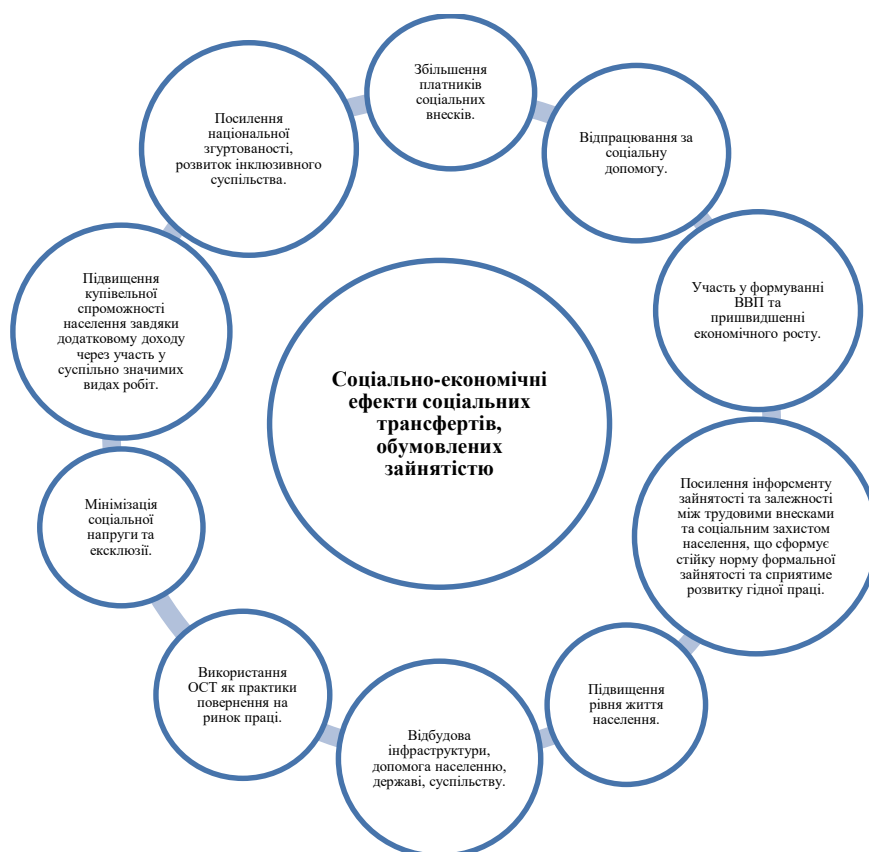 Збільшення
платників
соціальних
внесків.
Відпрацювання за
соціальну
допомогу.
Участь у формуванні
ВВП та
пришвидшенні
економічного росту.
Посилення інфорсменту
зайнятості та залежності
між трудовими внесками
та соціальним захистом
населення, що сформує
стійку норму формальної
зайнятості та сприятиме
розвитку гідної праці.
Підвищення
рівня життя
населення.
Відбудова
інфраструктури,
допомога населенню,
державі, суспільству.
Використання
ОСТ як практики
повернення на
ринок праці.
Мінімізація
соціальної
напруги та
ексклюзії.
Підвищення
купівельної
спроможності
населення завдяки
додатковому доходу
через участь у
суспільно значимих
видах робіт.
Посилення
національної
згуртованості,
розвиток інклюзивного
суспільства.
Соціально-економічні
ефекти соціальних
трансфертів,
обумовлених
зайнятістю